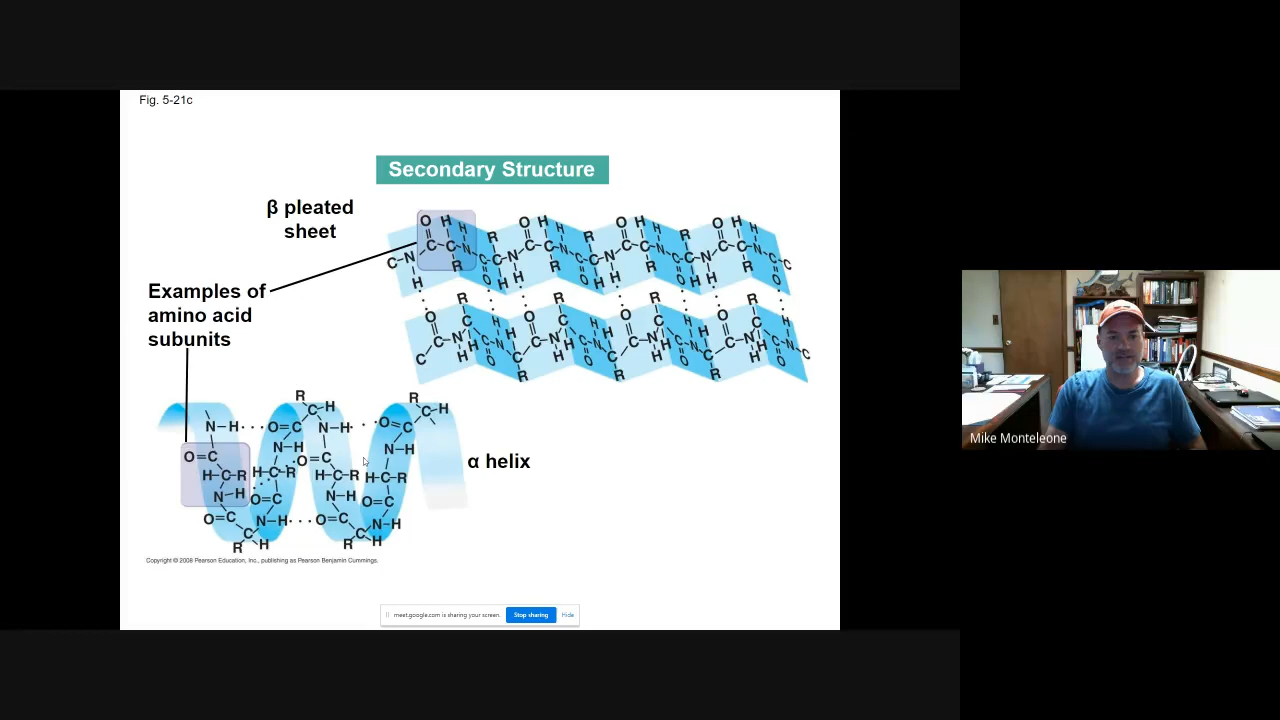 Fig. 5-21c
Secondary Structure
β pleated
sheet
Examples of
amino acid
subunits
α helix
Copyright © 2008 Pearson Education, Inc., publishing as Pearson Benjamin Cummings.
meet.google.com is sharing your screen.
Stop sharing
Hide
Mike Monteleone